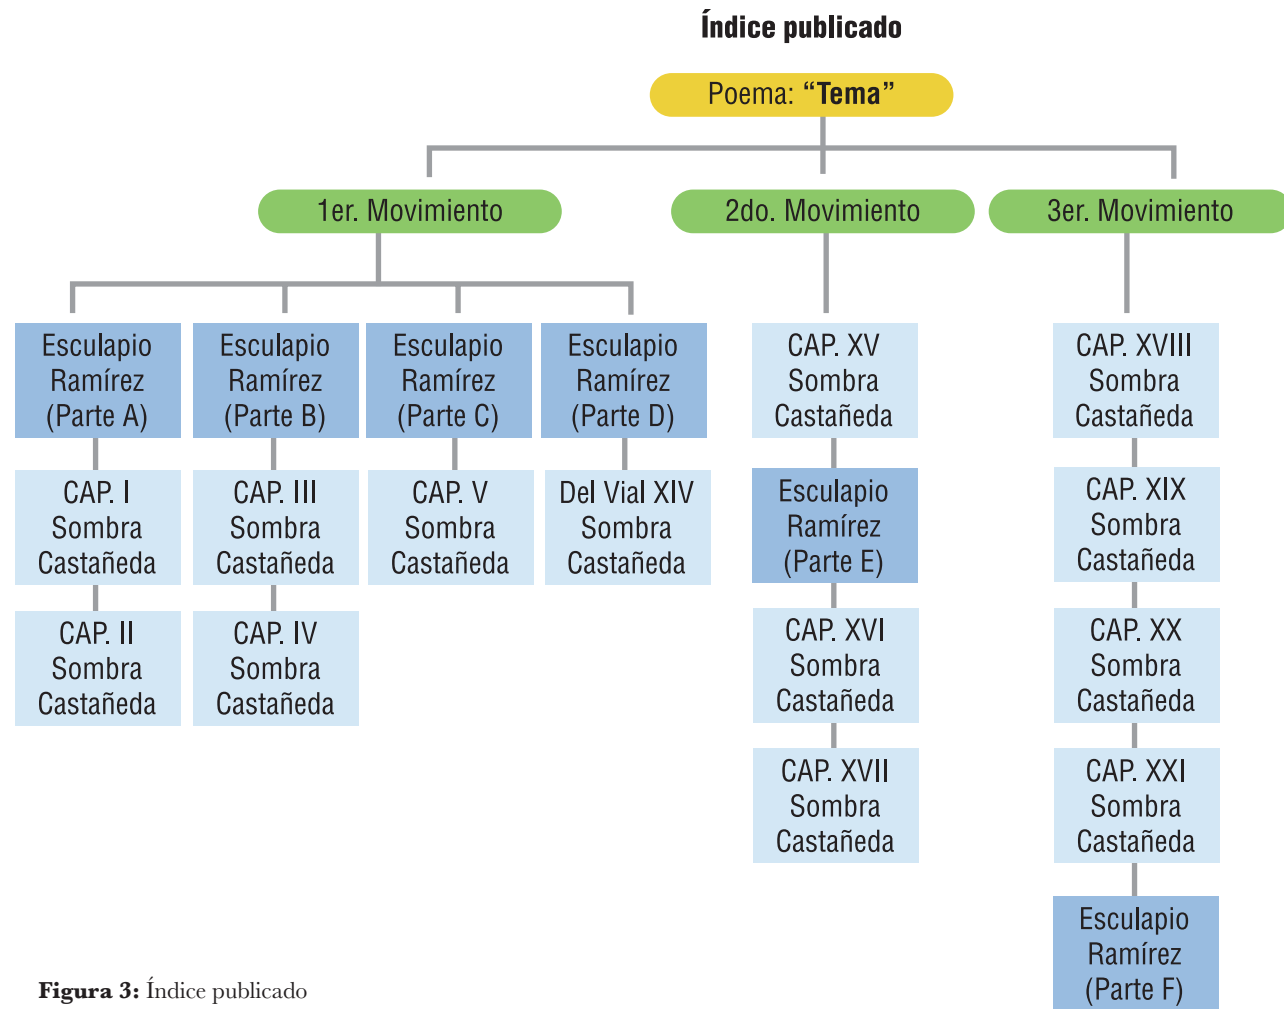 Índice publicado
Poema: “Tema”
1er. Movimiento
2do. Movimiento
3er. Movimiento
Esculapio
Ramírez
(Parte A)
CAP. I
Sombra
Castañeda
CAP. II
Sombra
Castañeda
Esculapio
Ramírez
(Parte B)
CAP. III
Sombra
Castañeda
CAP. IV
Sombra
Castañeda
Esculapio
Ramírez
(Parte C)
CAP. V
Sombra
Castañeda
Esculapio
Ramírez
(Parte D)
Del Vial XIV
Sombra
Castañeda
CAP. XV
Sombra
Castañeda
Esculapio
Ramírez
(Parte E)
CAP. XVI
Sombra
Castañeda
CAP. XVII
Sombra
Castañeda
CAP. XVIII
Sombra
Castañeda
CAP. XIX
Sombra
Castañeda
CAP. XX
Sombra
Castañeda
CAP. XXI
Sombra
Castañeda
Esculapio
Ramírez
(Parte F)
Figura 3: Índice publicado